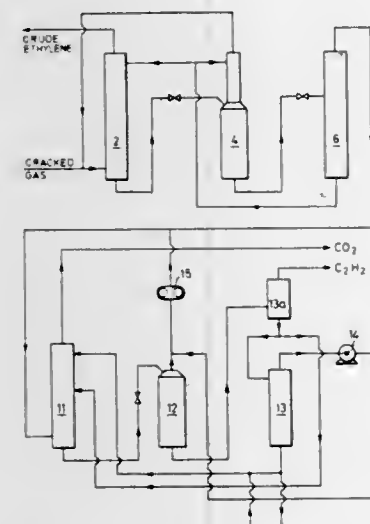 CRUDE
ETHYLENE
2
4
6
CRACKED
GAS
CO2
C2H2
15
13a
14
11
12
13